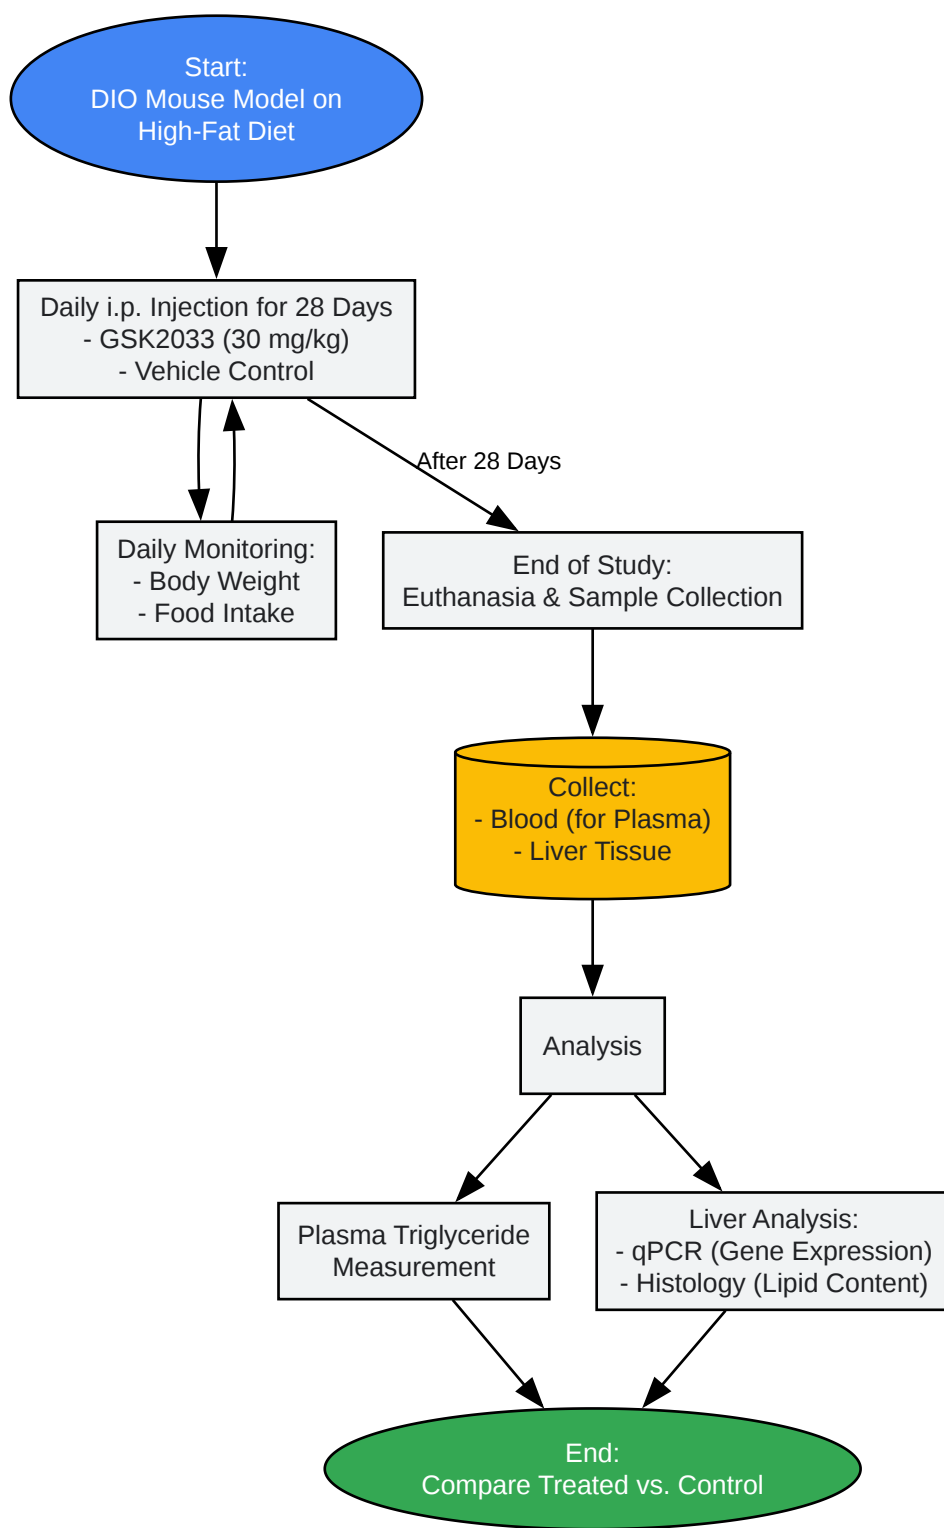 Start:
DIO Mouse Model on
High-Fat Diet
Daily i.p. Injection for 28 Days
- GSK2033 (30 mg/kg)
- Vehicle Control
After 28 Days
Daily Monitoring:
- Body Weight
- Food Intake
End of Study:
Euthanasia & Sample Collection
Collect:
- Blood (for Plasma)
- Liver Tissue
Analysis
Plasma Triglyceride
Measurement
Liver Analysis:
- qPCR (Gene Expression)
- Histology (Lipid Content)
End:
Compare Treated vs. Control